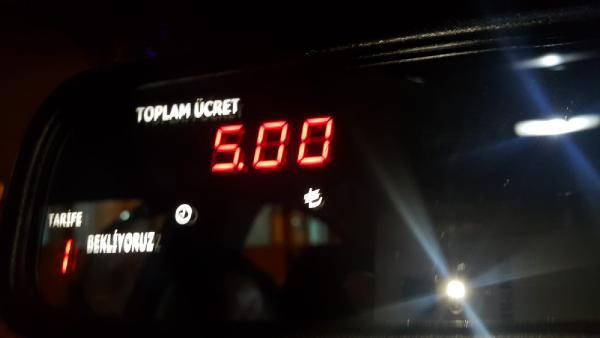 TOPLAM ÜCRET
5.00
TARİFE
1 BEKLİYORUZ